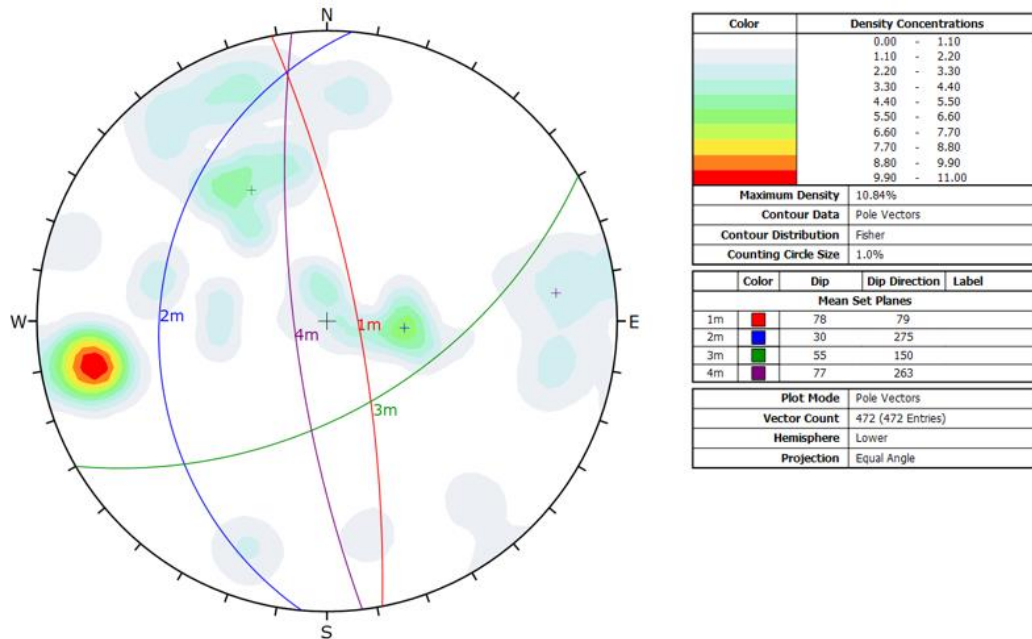 N
W
E
S
1m
2m
3m
4m
Color Density Concentrations
0.00 - 1.10
1.10 - 2.20
2.20 - 3.30
3.30 - 4.40
4.40 - 5.50
5.50 - 6.60
6.60 - 7.70
7.70 - 8.80
8.80 - 9.90
9.90 - 11.00
Maximum Density 10.84%
Contour Data Pole Vectors
Contour Distribution Fisher
Counting Circle Size 1.0%
Color Dip Dip Direction Label
Mean Set Planes
1m 78 79
2m 30 275
3m 55 150
4m 77 263
Plot Mode Pole Vectors
Vector Count 472 (472 Entries)
Hemisphere Lower
Projection Equal Angle